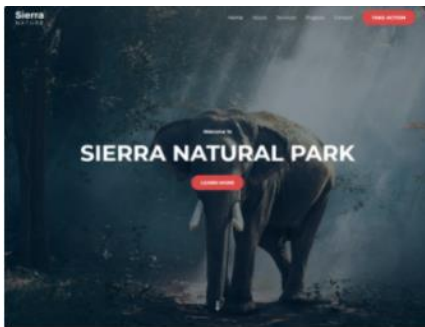 Sierra
NATURE
Home About Services Projects Contact TAKE ACTION
Welcome To
SIERRA NATURAL PARK
LEARN MORE